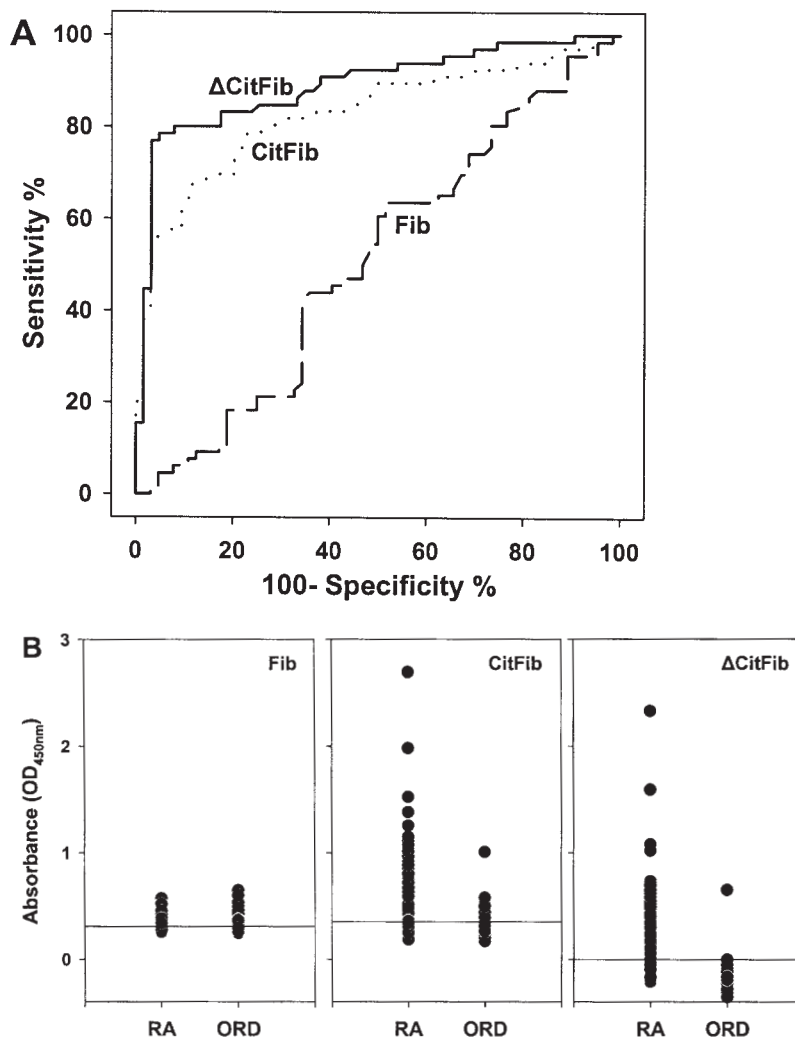 A
100
80
60
40
20
0
Sensitivity %
ΔCitFib
CitFib
Fib
0 20 40 60 80 100
100- Specificity %
B
3
2
1
0
Absorbance (OD450nm)
Fib
CitFib
ΔCitFib
RA ORD RA ORD RA ORD